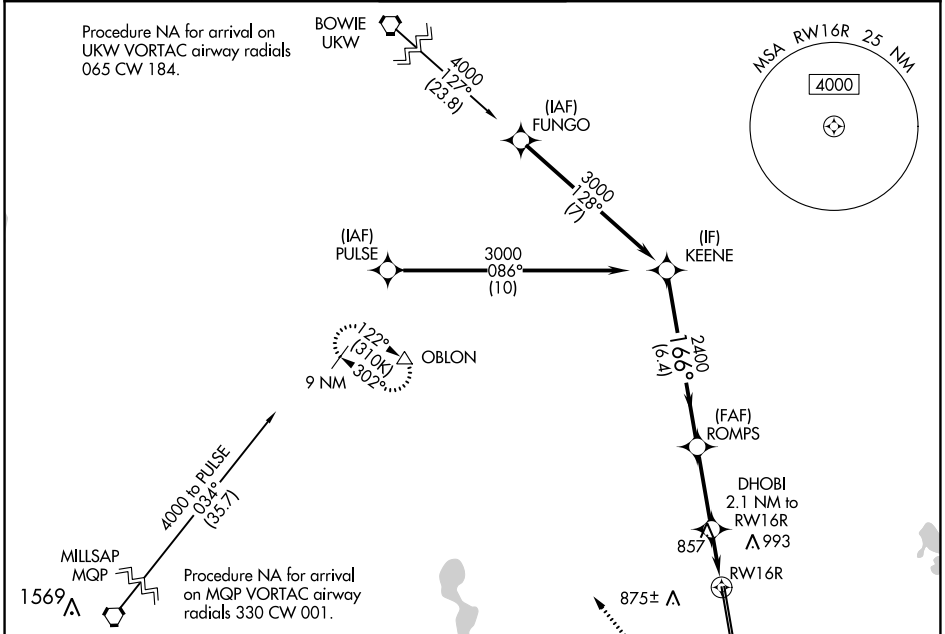 Procedure NA for arrival on
UKW VORTAC airway radials
065 CW 184.
BOWIE
UKW
4000
127°
(23.8)
(IAF)
FUNGO
MSA RW16R 25 NM
4000
3000
128°
(7)
(IAF)
PULSE
3000
086°
(10)
(IF)
KEENE
122°
(310K)
302°
OBLON
9 NM
2400
166°
(6.4)
(FAF)
ROMPS
4000 to PULSE
034°
(35.7)
DHOBI
2.1 NM to
RW16R
857
993
MILLSAP
MQP
1569
Procedure NA for arrival
on MQP VORTAC airway
radials 330 CW 001.
RW16R
875±